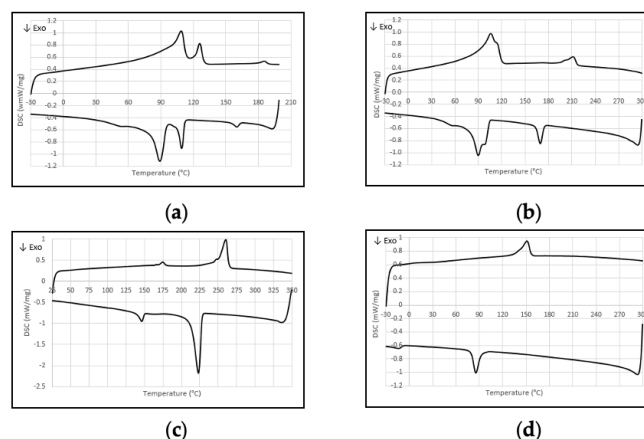 ↓ Exo
1.2
1
0.8
0.6
0.4
0.2
0
-30 0 30 60 90 120 150 180 210
-0.2
-0.4
-0.6
-0.8
-1
-1.2
DSC (wmW/mg)
Temperature (°C)
(a)
↓ Exo
1.2
1
0.8
0.6
0.4
0.2
0
-30 0 30 60 90 120 150 180 210 240 270 300
-0.2
-0.4
-0.6
-0.8
-1
-1.2
DSC (mW/mg)
Temperature (°C)
(b)
↓ Exo
1
0.5
0
25 50 75 100 125 150 175 200 225 250 275 300 325 350
-0.5
-1
-1.5
-2
-2.5
DSC (mW/mg)
Temperature (°C)
(c)
↓ Exo
1
0.8
0.6
0.4
0.2
0
-30 0 30 60 90 120 150 180 210 240 270 300
-0.2
-0.4
-0.6
-0.8
-1
-1.2
DSC (mW/mg)
Temperature (°C)
(d)